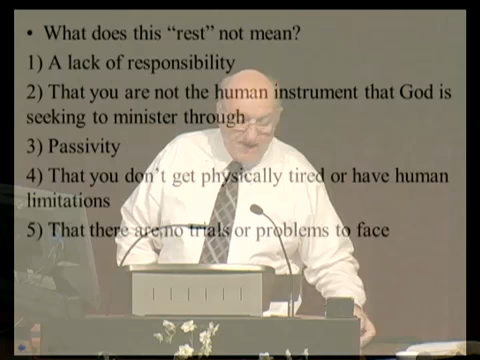 • What does this “rest” not mean?
1) A lack of responsibility
2) That you are not the human instrument that God is
seeking to minister through
3) Passivity
4) That you don’t get physically tired or have human
limitations
5) That there are no trials or problems to face